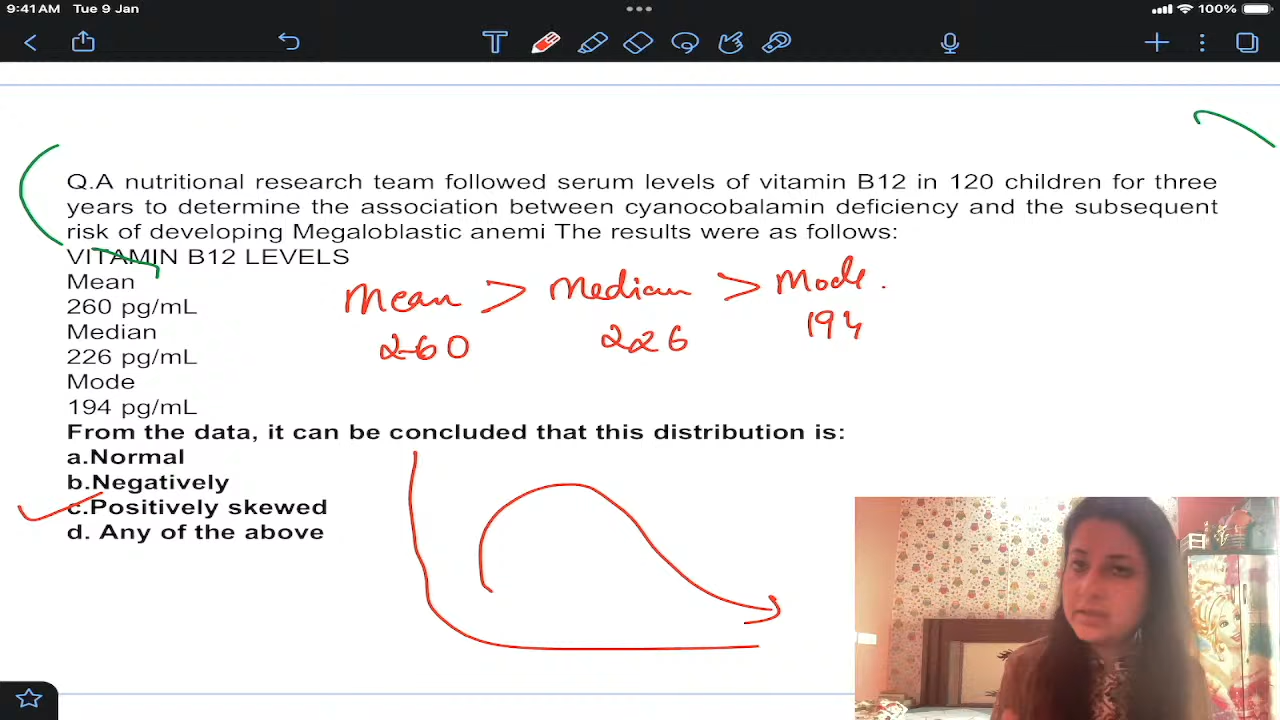 9:41 AM Tue 9 Jan
100%
Q.A nutritional research team followed serum levels of vitamin B12 in 120 children for three
years to determine the association between cyanocobalamin deficiency and the subsequent
risk of developing Megaloblastic anemi The results were as follows:
VITAMIN B12 LEVELS
Mean
260 pg/mL
Median
226 pg/mL
Mode
194 pg/mL
Mean > Median > Mode.
260 226 194
From the data, it can be concluded that this distribution is:
a.Normal
b.Negatively
c.Positively skewed
d. Any of the above